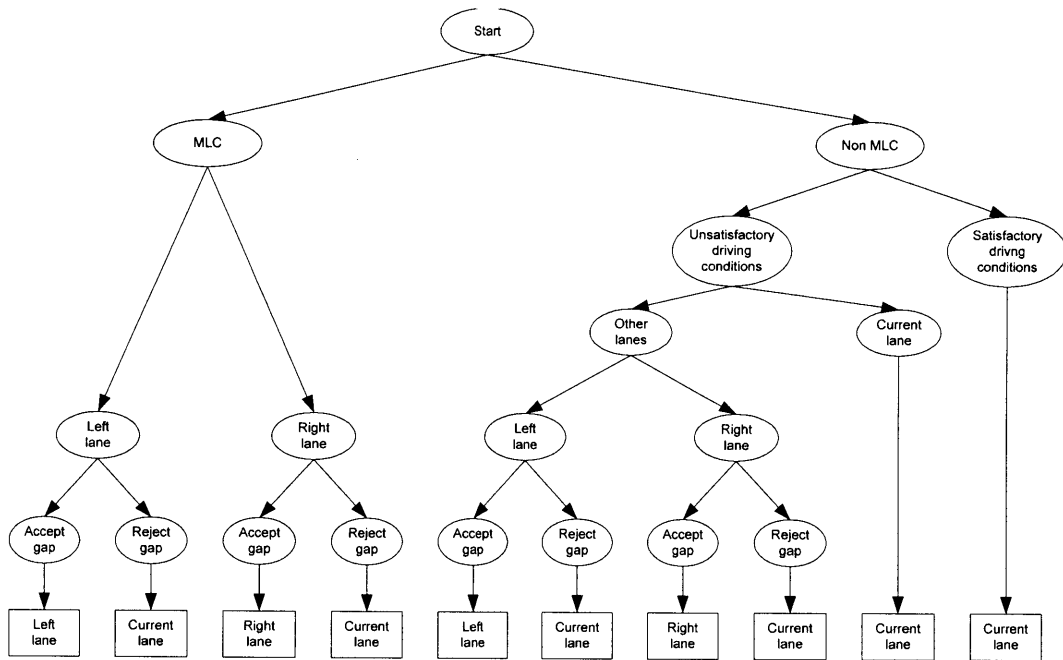 Start
MLC
Non MLC
Unsatisfactory
driving
conditions
Satisfactory
drivng
conditions
Other
lanes
Current
lane
Left
lane
Right
lane
Left
lane
Right
lane
Accept
gap
Reject
gap
Accept
gap
Reject
gap
Accept
gap
Reject
gap
Accept
gap
Reject
gap
Left
lane
Current
lane
Right
lane
Current
lane
Left
lane
Current
lane
Right
lane
Current
lane
Current
lane
Current
lane